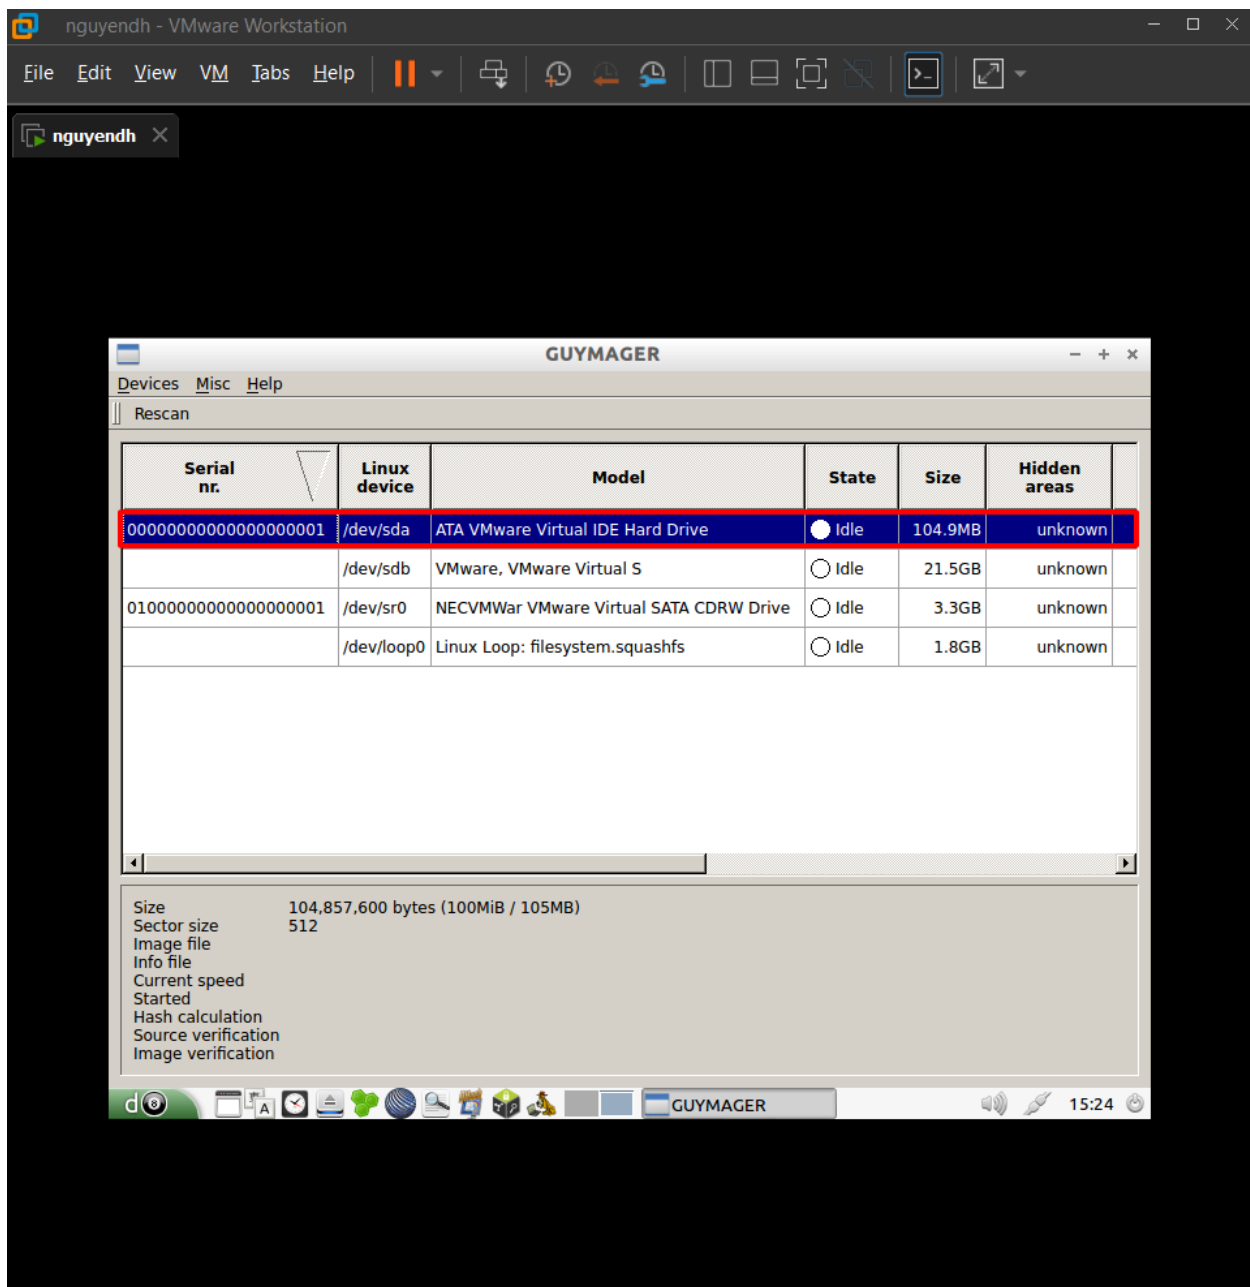 nguyendh - VMware Workstation
File Edit View VM Tabs Help
nguyendh
GUYMAGER
Devices Misc Help
Rescan
Serial nr. Linux device Model State Size Hidden areas
00000000000000000001 /dev/sda ATA VMware Virtual IDE Hard Drive Idle 104.9MB unknown
/dev/sdb VMware, VMware Virtual S Idle 21.5GB unknown
01000000000000000001 /dev/sr0 NECVMWar VMware Virtual SATA CDRW Drive Idle 3.3GB unknown
/dev/loop0 Linux Loop: filesystem.squashfs Idle 1.8GB unknown
Size 104,857,600 bytes (100MiB / 105MB)
Sector size 512
Image file
Info file
Current speed
Started
Hash calculation
Source verification
Image verification
d8 GUYMAGER 15:24